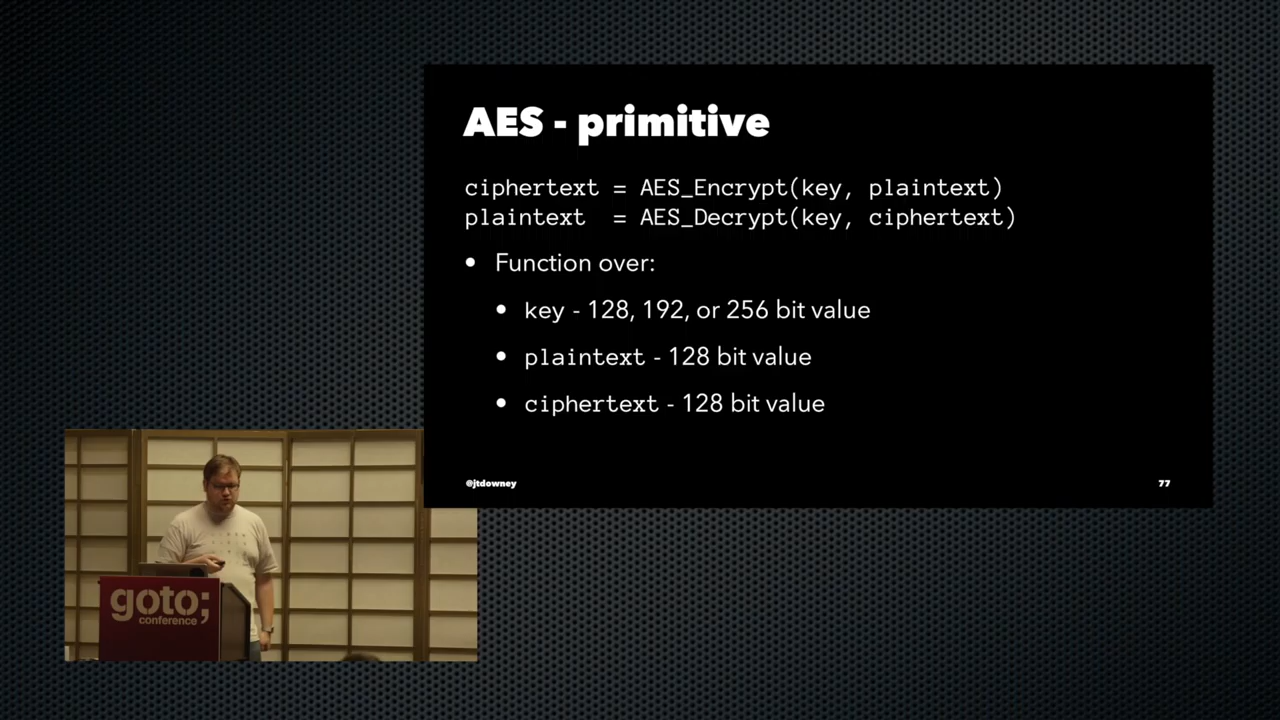 AES - primitive
ciphertext = AES_Encrypt(key, plaintext)
plaintext  = AES_Decrypt(key, ciphertext)
• Function over:
• key - 128, 192, or 256 bit value
• plaintext - 128 bit value
• ciphertext - 128 bit value
@jtdowney
77
goto;
conference